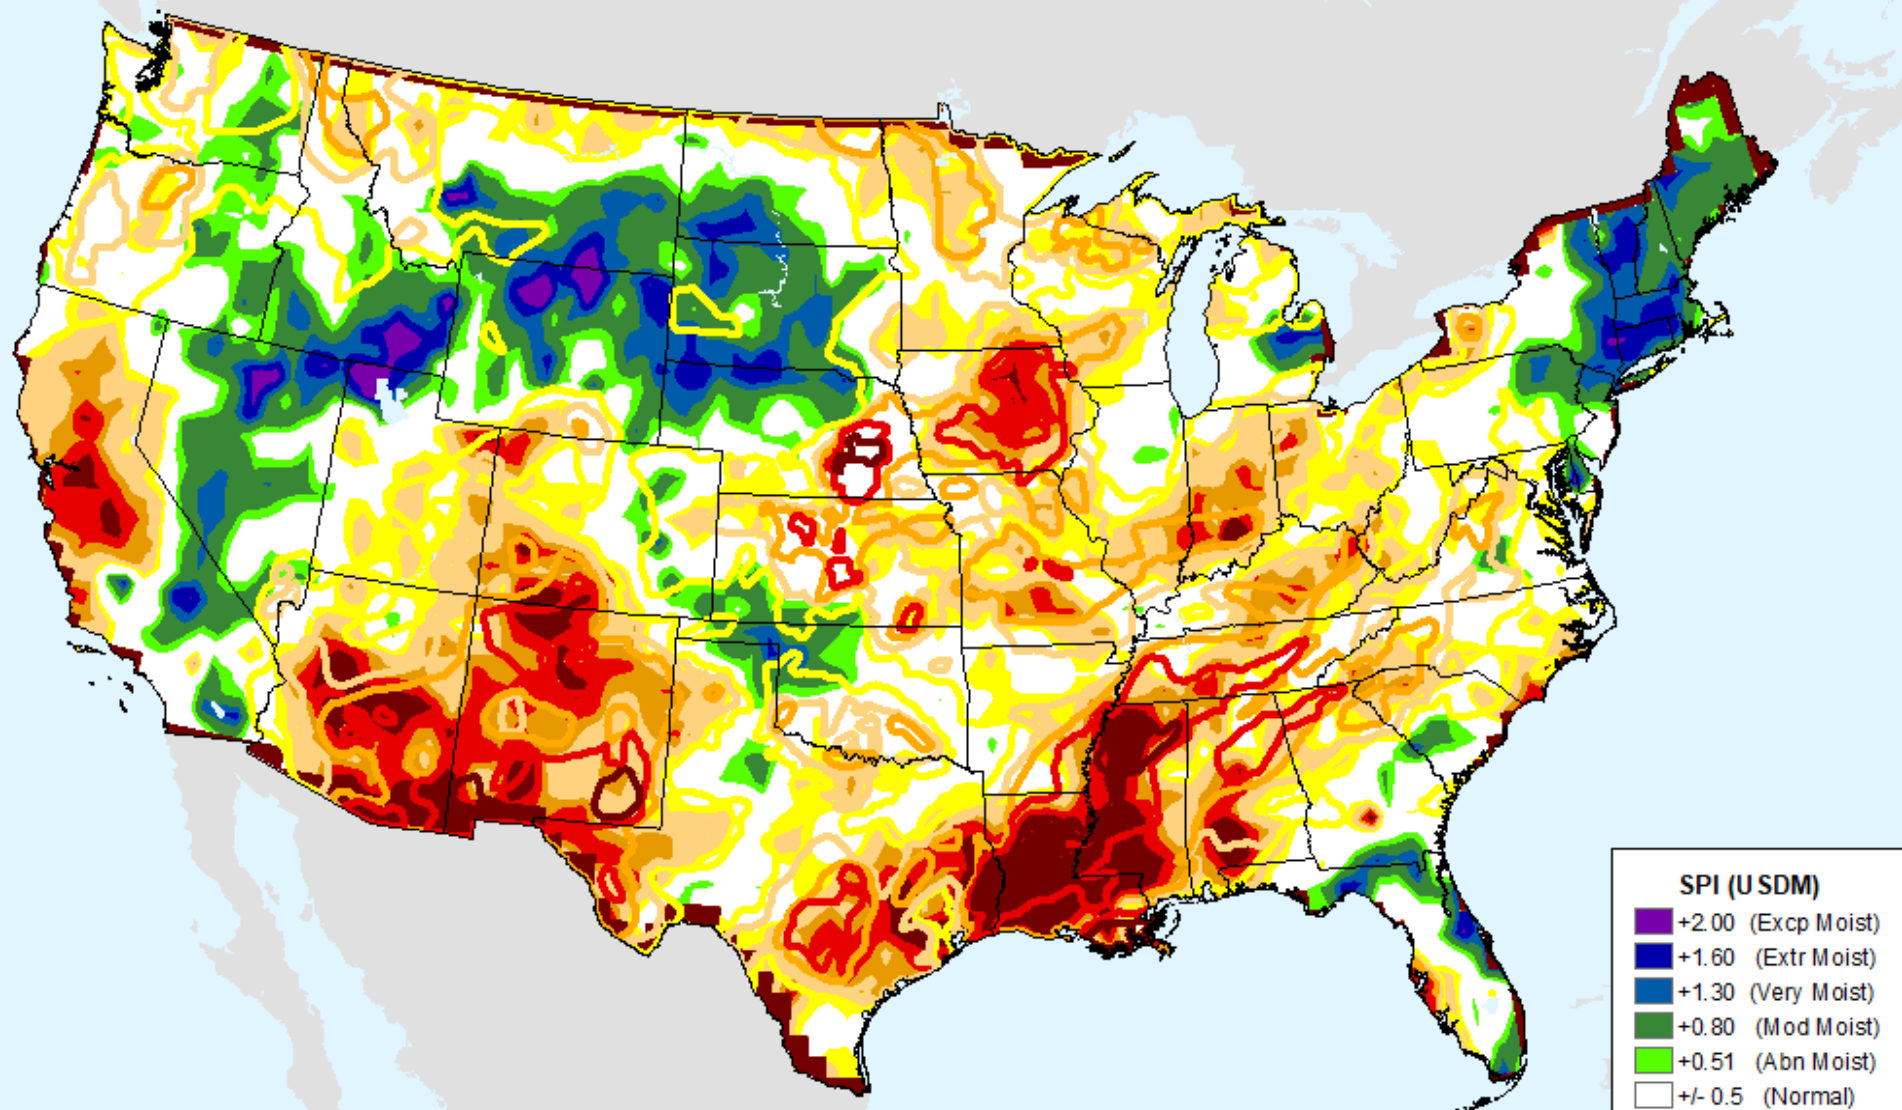 SPI (USDM)
+2.00 (Excp Moist)
+1.60 (Extr Moist)
+1.30 (Very Moist)
+0.80 (Mod Moist)
+0.51 (Abn Moist)
+/- 0.5 (Normal)